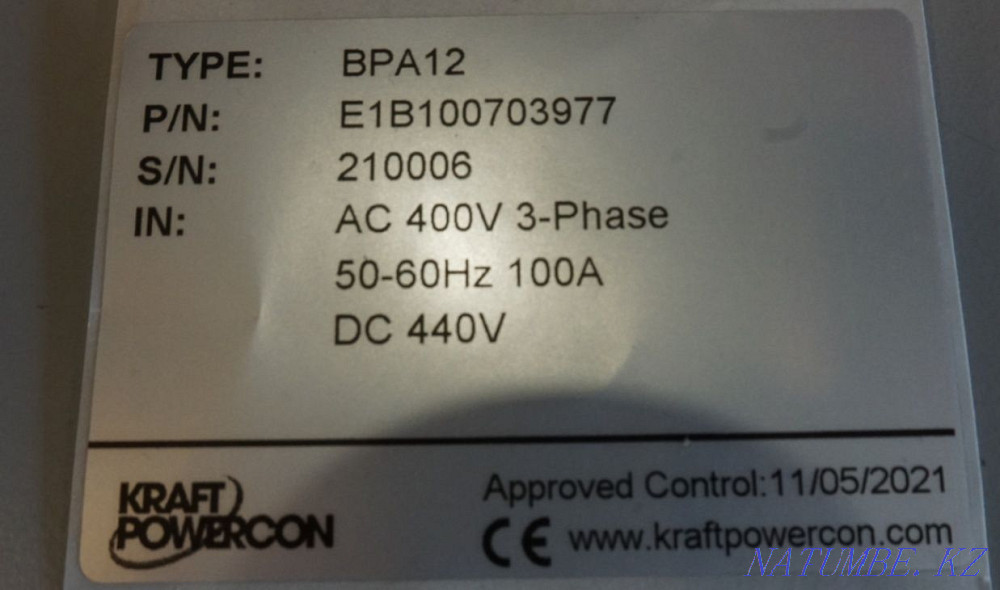 TYPE: BPA12
P/N: E1B100703977
S/N: 210006
IN: AC 400V 3-Phase
50-60Hz 100A
DC 440V
KRAFT
POWERCON
Approved Control:11/05/2021
CE www.kraftpowercon.com
NATUMBE.KZ